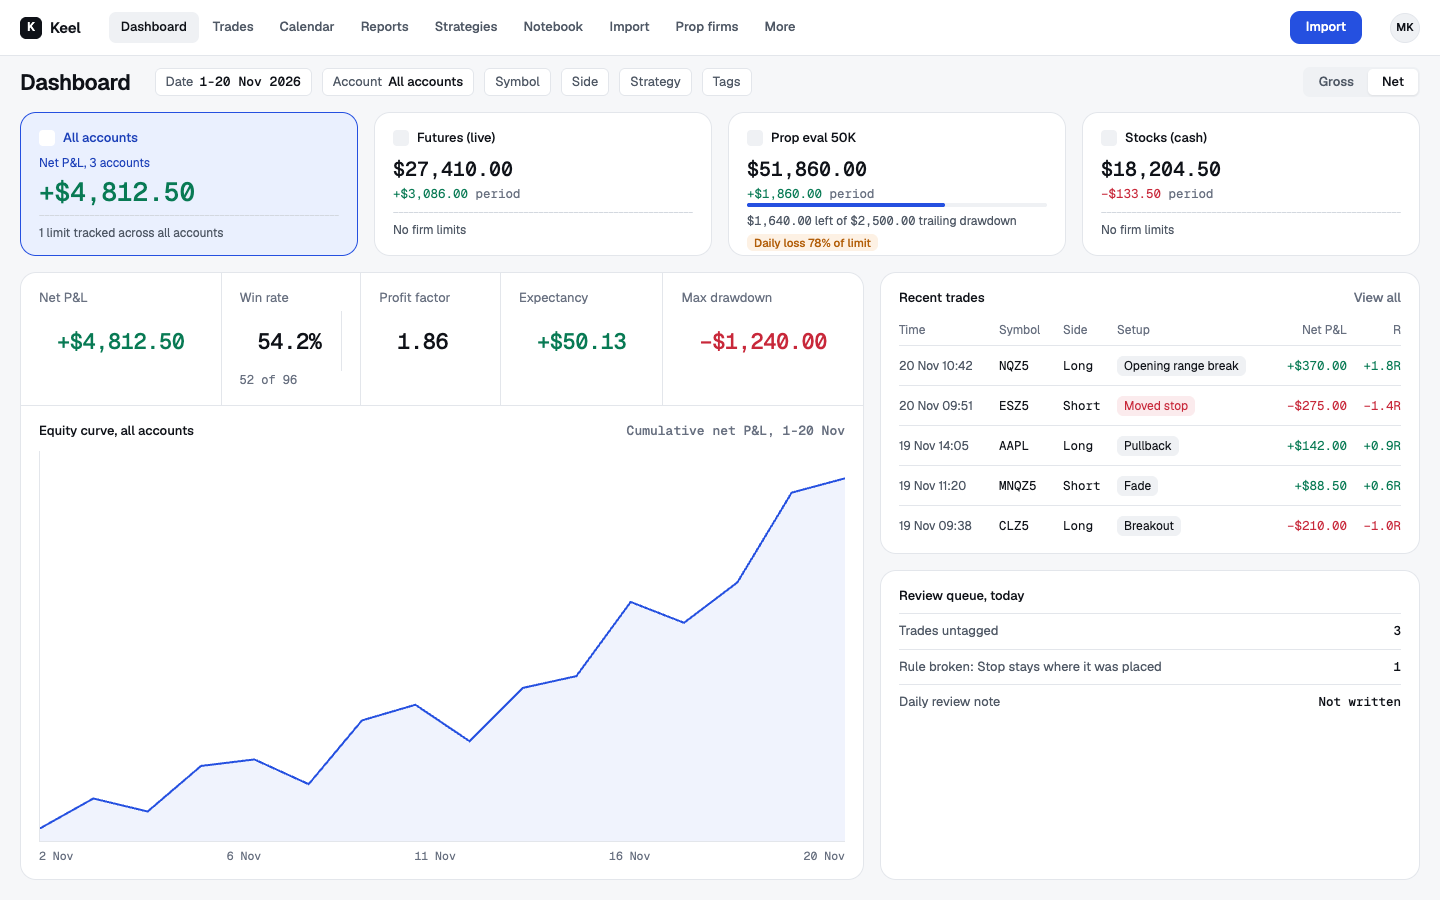 K Keel Dashboard Trades Calendar Reports Strategies Notebook Import Prop firms More Import MK
Dashboard Date 1-20 Nov 2026 Account All accounts Symbol Side Strategy Tags Gross Net
All accounts
Net P&L, 3 accounts
+$4,812.50
1 limit tracked across all accounts
Futures (live)
$27,410.00
+$3,086.00 period
No firm limits
Prop eval 50K
$51,860.00
+$1,860.00 period
$1,640.00 left of $2,500.00 trailing drawdown
Daily loss 78% of limit
Stocks (cash)
$18,204.50
−$133.50 period
No firm limits
Net P&L
+$4,812.50
Win rate
54.2%
52 of 96
Profit factor
1.86
Expectancy
+$50.13
Max drawdown
−$1,240.00
Equity curve, all accounts Cumulative net P&L, 1-20 Nov
2 Nov 6 Nov 11 Nov 16 Nov 20 Nov
Recent trades View all
Time Symbol Side Setup Net P&L R
20 Nov 10:42 NQZ5 Long Opening range break +$370.00 +1.8R
20 Nov 09:51 ESZ5 Short Moved stop −$275.00 −1.4R
19 Nov 14:05 AAPL Long Pullback +$142.00 +0.9R
19 Nov 11:20 MNQZ5 Short Fade +$88.50 +0.6R
19 Nov 09:38 CLZ5 Long Breakout −$210.00 −1.0R
Review queue, today
Trades untagged 3
Rule broken: Stop stays where it was placed 1
Daily review note Not written